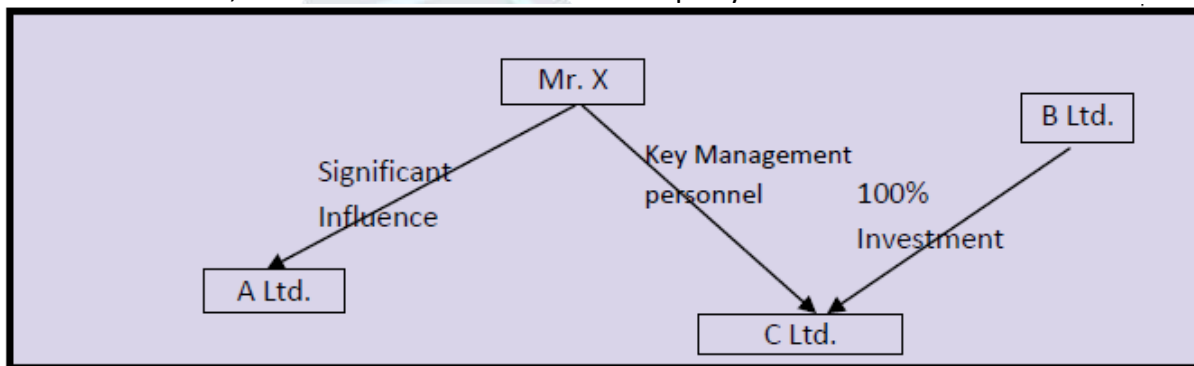 Mr. X
B Ltd.
Key Management
personnel
Significant
Influence
100%
Investment
A Ltd.
C Ltd.